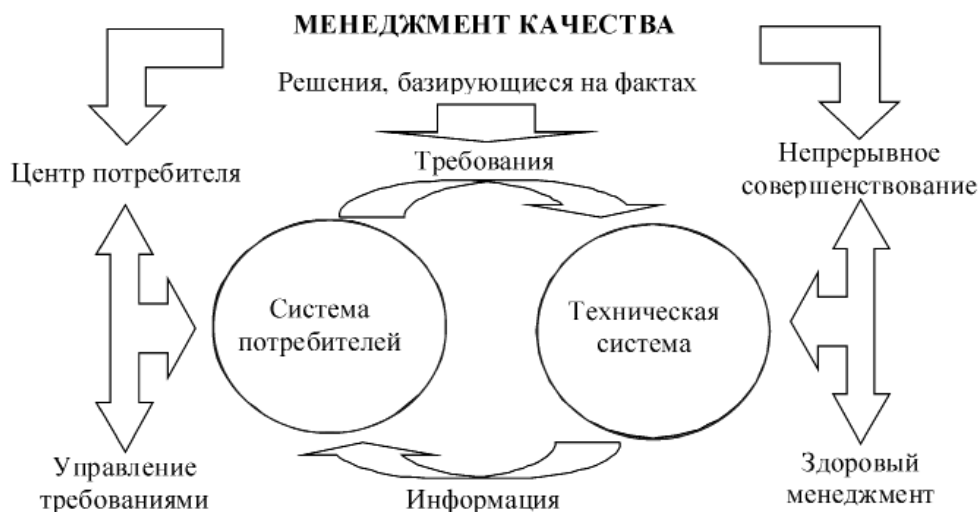 МЕНЕДЖМЕНТ КАЧЕСТВА
Решения, базирующиеся на фактах
Центр потребителя
Требования
Непрерывное
совершенствование
Система
потребителей
Техническая
система
Управление
требованиями
Информация
Здоровый
менеджмент